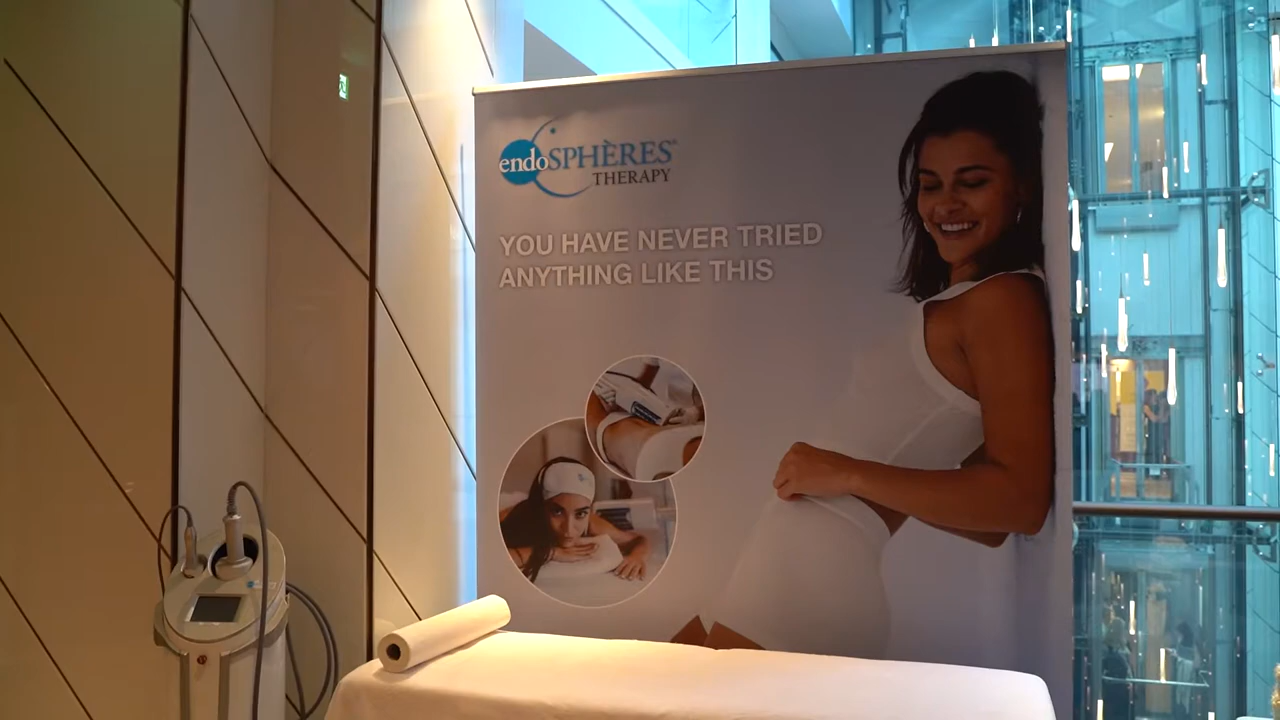 endoSPHÈRES®
THERAPY
YOU HAVE NEVER TRIED
ANYTHING LIKE THIS